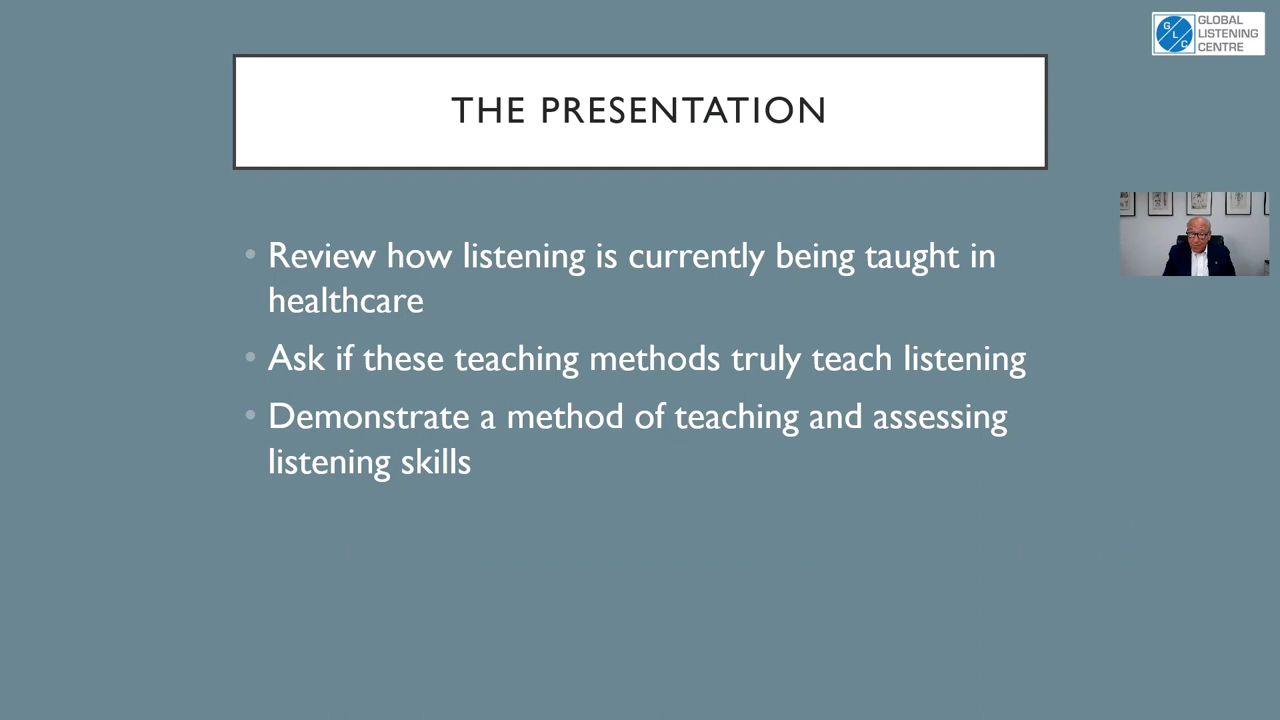 GLOBAL
LISTENING
CENTRE
G
L
C
THE PRESENTATION
• Review how listening is currently being taught in
healthcare
• Ask if these teaching methods truly teach listening
• Demonstrate a method of teaching and assessing
listening skills